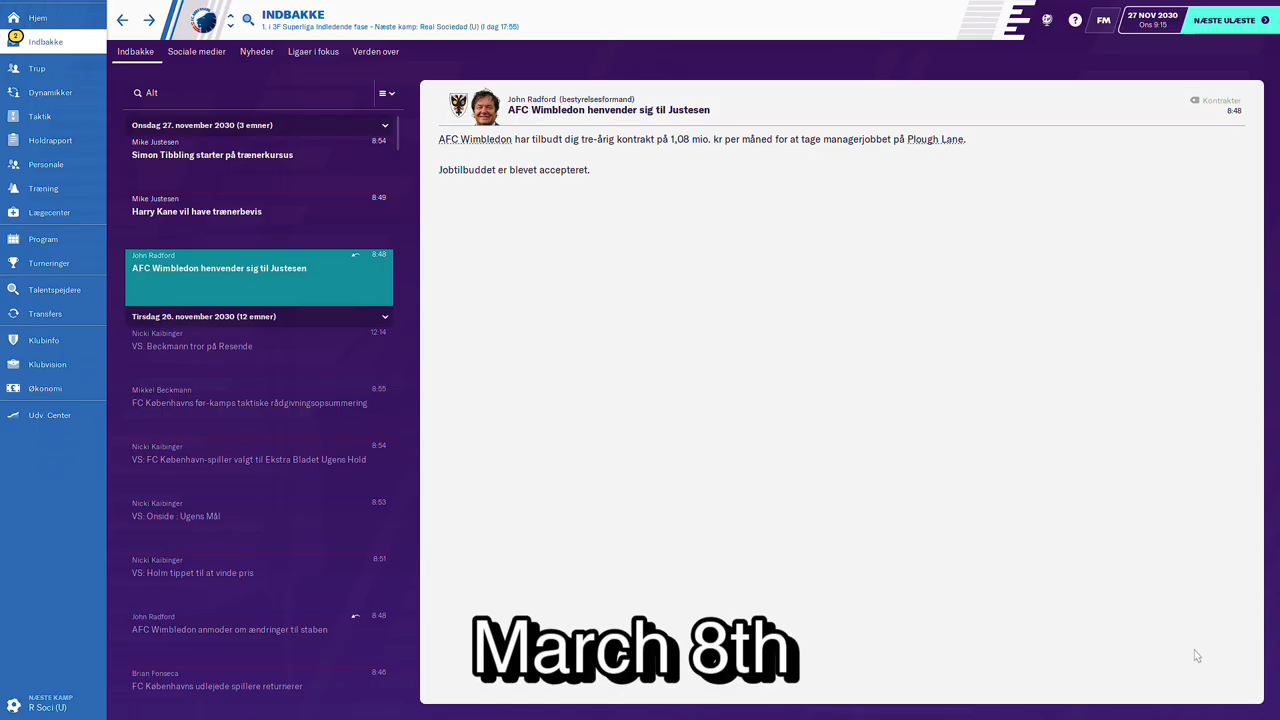 INDBAKKE
1. i 3F Superliga Indledende fase - Næste kamp: Real Sociedad (U) (I dag 17:55)
FM
27 NOV 2030
Ons 9:15
NÆSTE ULÆSTE
2
Hjem
Indbakke
Trup
Dynamikker
Taktik
Holdrapport
Personale
Træning
Lægecenter
Program
Turneringer
Talentspejdere
Transfers
Klubinfo
Klubvision
Økonomi
Udv. Center
NÆSTE KAMP
R Soci (U)
Indbakke
Sociale medier
Nyheder
Ligaer i fokus
Verden over
Alt
Onsdag 27. november 2030 (3 emner)
Mike Justesen 8:54
Simon Tibbling starter på trænerkursus
Mike Justesen 8:49
Harry Kane vil have trænerbevis
John Radford 8:48
AFC Wimbledon henvender sig til Justesen
Tirsdag 26. november 2030 (12 emner)
Nicki Kaibinger 12:14
VS: Beckmann tror på Resende
Mikkel Beckmann 8:55
FC Københavns før-kamps taktiske rådgivningsopsummering
Nicki Kaibinger 8:54
VS: FC København-spiller valgt til Ekstra Bladet Ugens Hold
Nicki Kaibinger 8:53
VS: Onside : Ugens Mål
Nicki Kaibinger 8:51
VS: Holm tippet til at vinde pris
John Radford 8:48
AFC Wimbledon anmoder om ændringer til staben
Brian Fonseca 8:46
FC Københavns udlejede spillere returnerer
John Radford (bestyrelsesformand)
AFC Wimbledon henvender sig til Justesen
Kontrakter
8:48
AFC Wimbledon har tilbudt dig tre-årig kontrakt på 1,08 mio. kr per måned for at tage managerjobbet på Plough Lane.
Jobtilbuddet er blevet accepteret.
March 8th